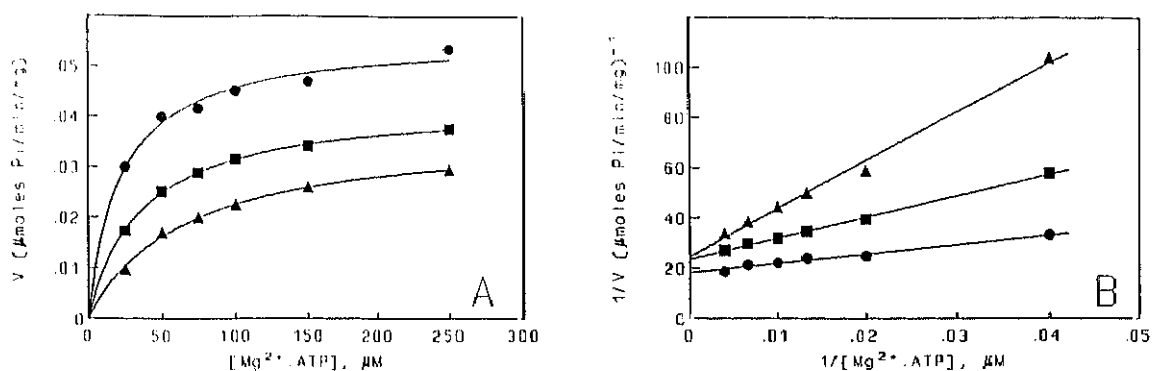 V [µmoles Pi/min/mg]
.05
.04
.03
.02
.01
0
0 50 100 150 200 250 300
[Mg²⁺.ATP], µM
A
1/V [µmoles Pi/min/mg]⁻¹
100
80
60
40
20
0
0 .01 .02 .03 .04 .05
1/[Mg²⁺.ATP], µM
B